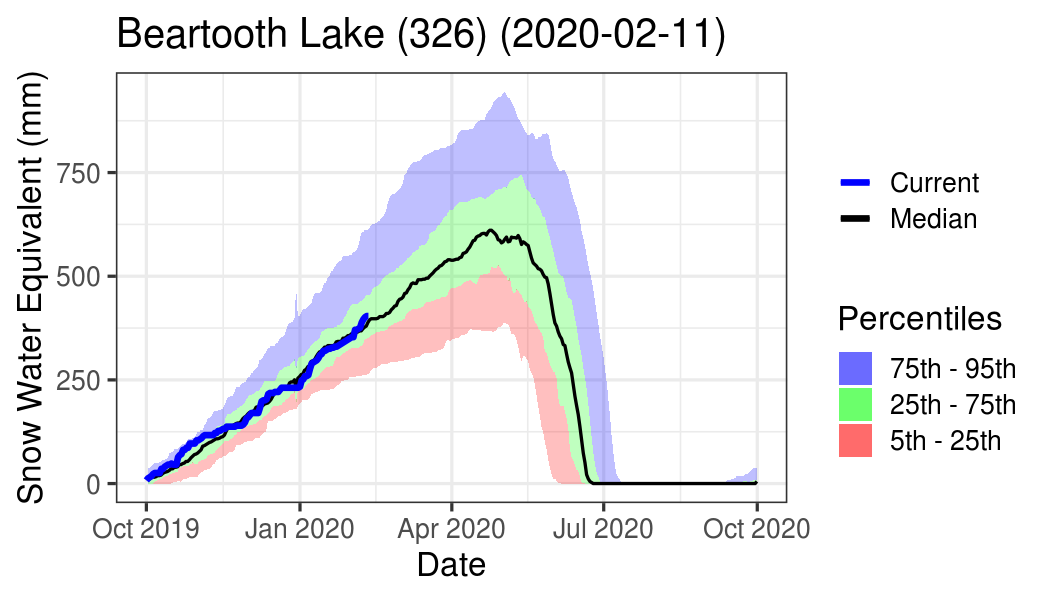 Beartooth Lake (326) (2020-02-11)
Snow Water Equivalent (mm)
750
500
250
0
Oct 2019
Jan 2020
Apr 2020
Jul 2020
Oct 2020
Date
Current
Median
Percentiles
75th - 95th
25th - 75th
5th - 25th